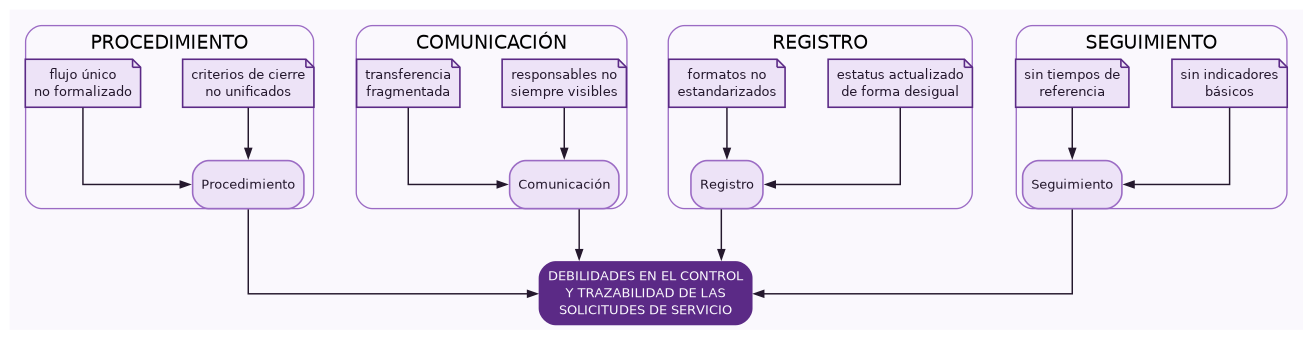 PROCEDIMIENTO
flujo único
no formalizado
criterios de cierre
no unificados
Procedimiento
COMUNICACIÓN
transferencia
fragmentada
responsables no
siempre visibles
Comunicación
REGISTRO
formatos no
estandarizados
estatus actualizado
de forma desigual
Registro
SEGUIMIENTO
sin tiempos de
referencia
sin indicadores
básicos
Seguimiento
DEBILIDADES EN EL CONTROL
Y TRAZABILIDAD DE LAS
SOLICITUDES DE SERVICIO